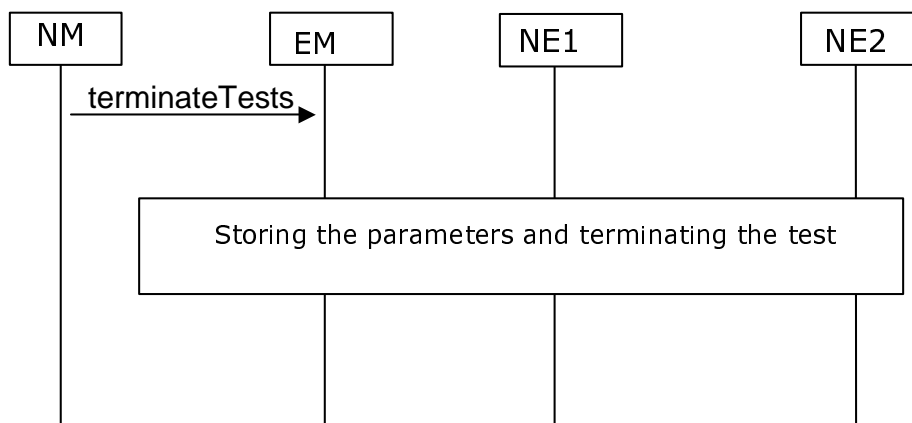 NM
EM
NE1
NE2
terminateTests
Storing the parameters and terminating the test